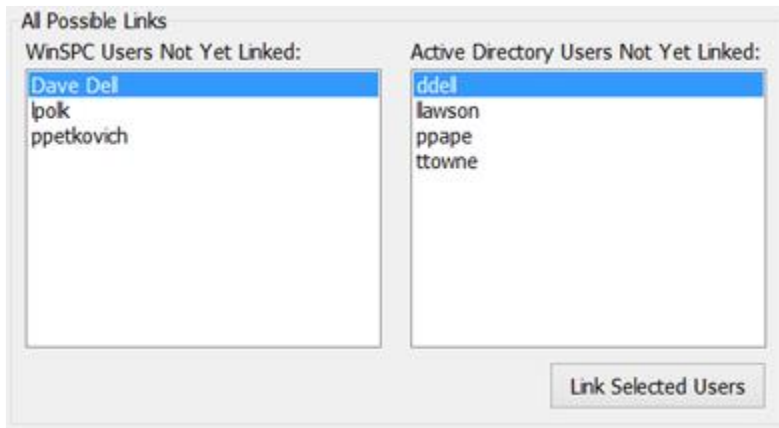 All Possible Links
WinSPC Users Not Yet Linked:
Dave Dell
lpolk
ppetkovich
Active Directory Users Not Yet Linked:
ddell
llawson
ppape
ttowne
Link Selected Users